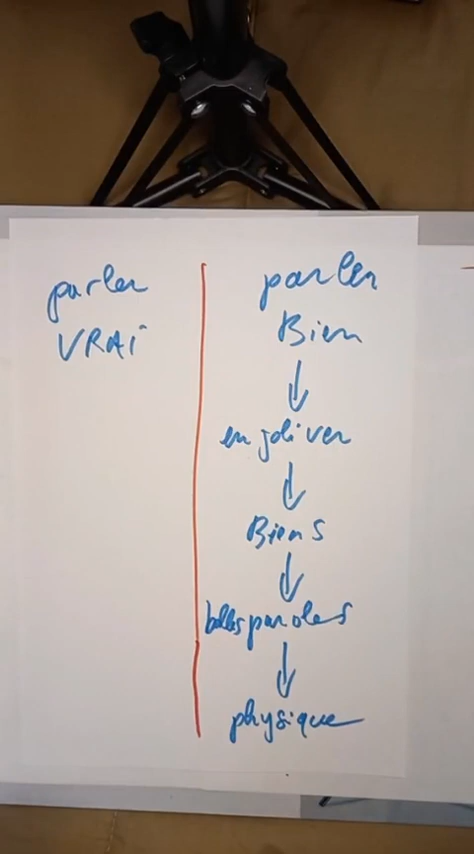 parler
VRAI
parler
Bien
enjoliver
Biens
belles paroles
physique